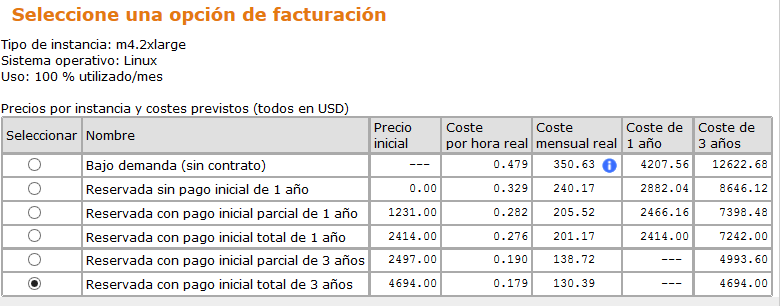 Seleccione una opción de facturación
Tipo de instancia: m4.2xlarge
Sistema operativo: Linux
Uso: 100 % utilizado/mes
Precios por instancia y costes previstos (todos en USD)
Seleccionar Nombre Precio inicial Coste por hora real Coste mensual real Coste de 1 año Coste de 3 años
Bajo demanda (sin contrato) --- 0.479 350.63 i 4207.56 12622.68
Reservada sin pago inicial de 1 año 0.00 0.329 240.17 2882.04 8646.12
Reservada con pago inicial parcial de 1 año 1231.00 0.282 205.52 2466.16 7398.48
Reservada con pago inicial total de 1 año 2414.00 0.276 201.17 2414.00 7242.00
Reservada con pago inicial parcial de 3 años 2497.00 0.190 138.72 --- 4993.60
Reservada con pago inicial total de 3 años 4694.00 0.179 130.39 --- 4694.00